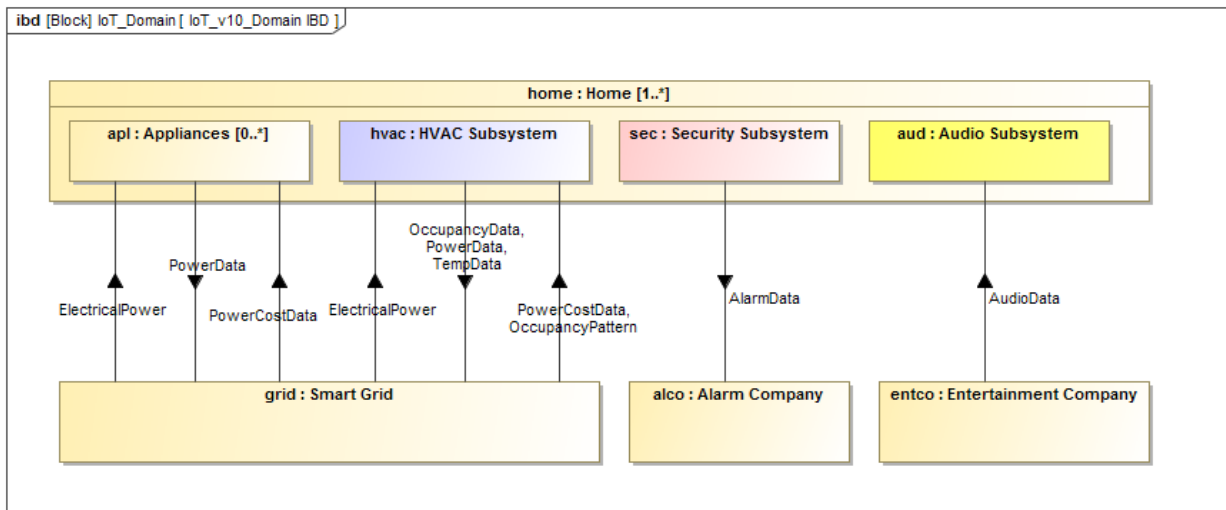 ibd [Block] IoT_Domain [ IoT_v10_Domain IBD ]
home : Home [1..*]
apl : Appliances [0..*]
hvac : HVAC Subsystem
sec : Security Subsystem
aud : Audio Subsystem
OccupancyData,
PowerData,
TempData
PowerData
ElectricalPower
PowerCostData
ElectricalPower
PowerCostData,
OccupancyPattern
AlarmData
AudioData
grid : Smart Grid
alco : Alarm Company
entco : Entertainment Company